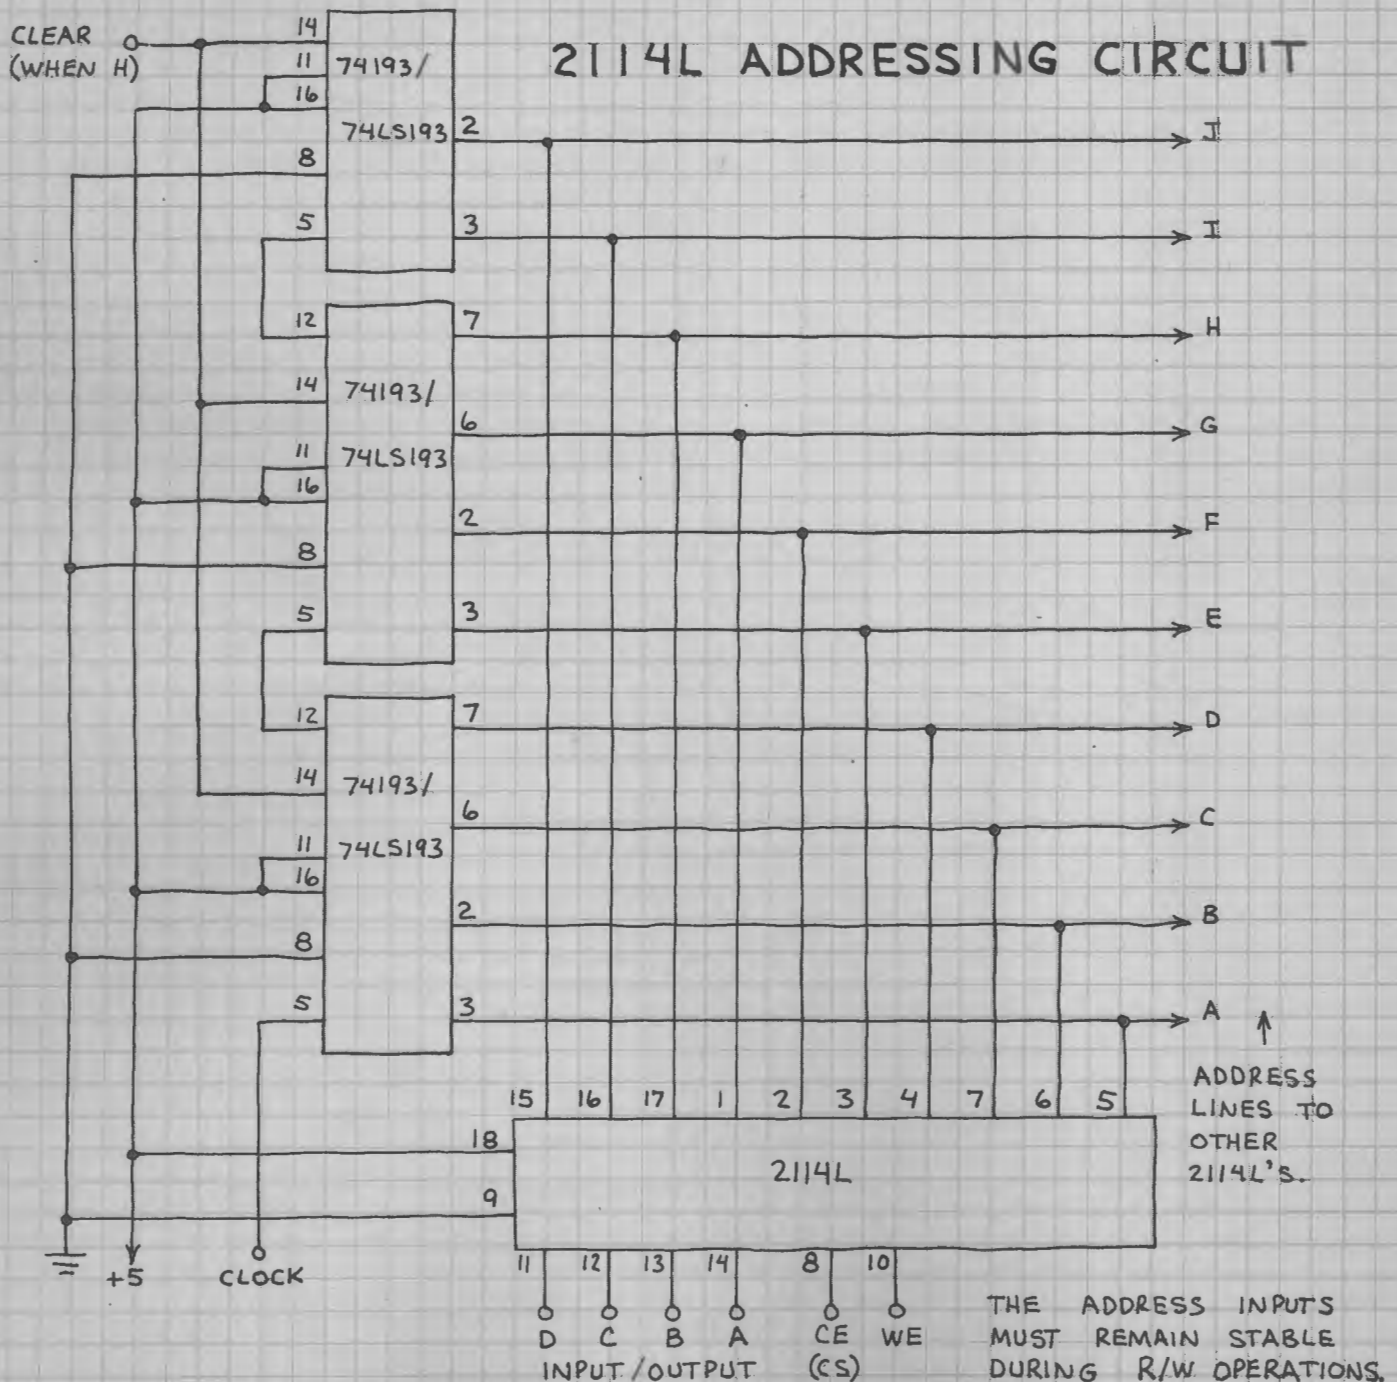 2114L ADDRESSING CIRCUIT
CLEAR
(WHEN H)
14
11
16
8
5
74193/
74LS193
2
3
J
I
12
14
11
16
8
5
74193/
74LS193
7
6
2
3
H
G
F
E
12
14
11
16
8
5
74193/
74LS193
7
6
2
3
D
C
B
A
ADDRESS
LINES TO
OTHER
2114L'S.
15 16 17 1 2 3 4 7 6 5
18
9
2114L
+5
CLOCK
11 12 13 14 8 10
D C B A CE WE
INPUT/OUTPUT (CS)
THE ADDRESS INPUTS
MUST REMAIN STABLE
DURING R/W OPERATIONS.